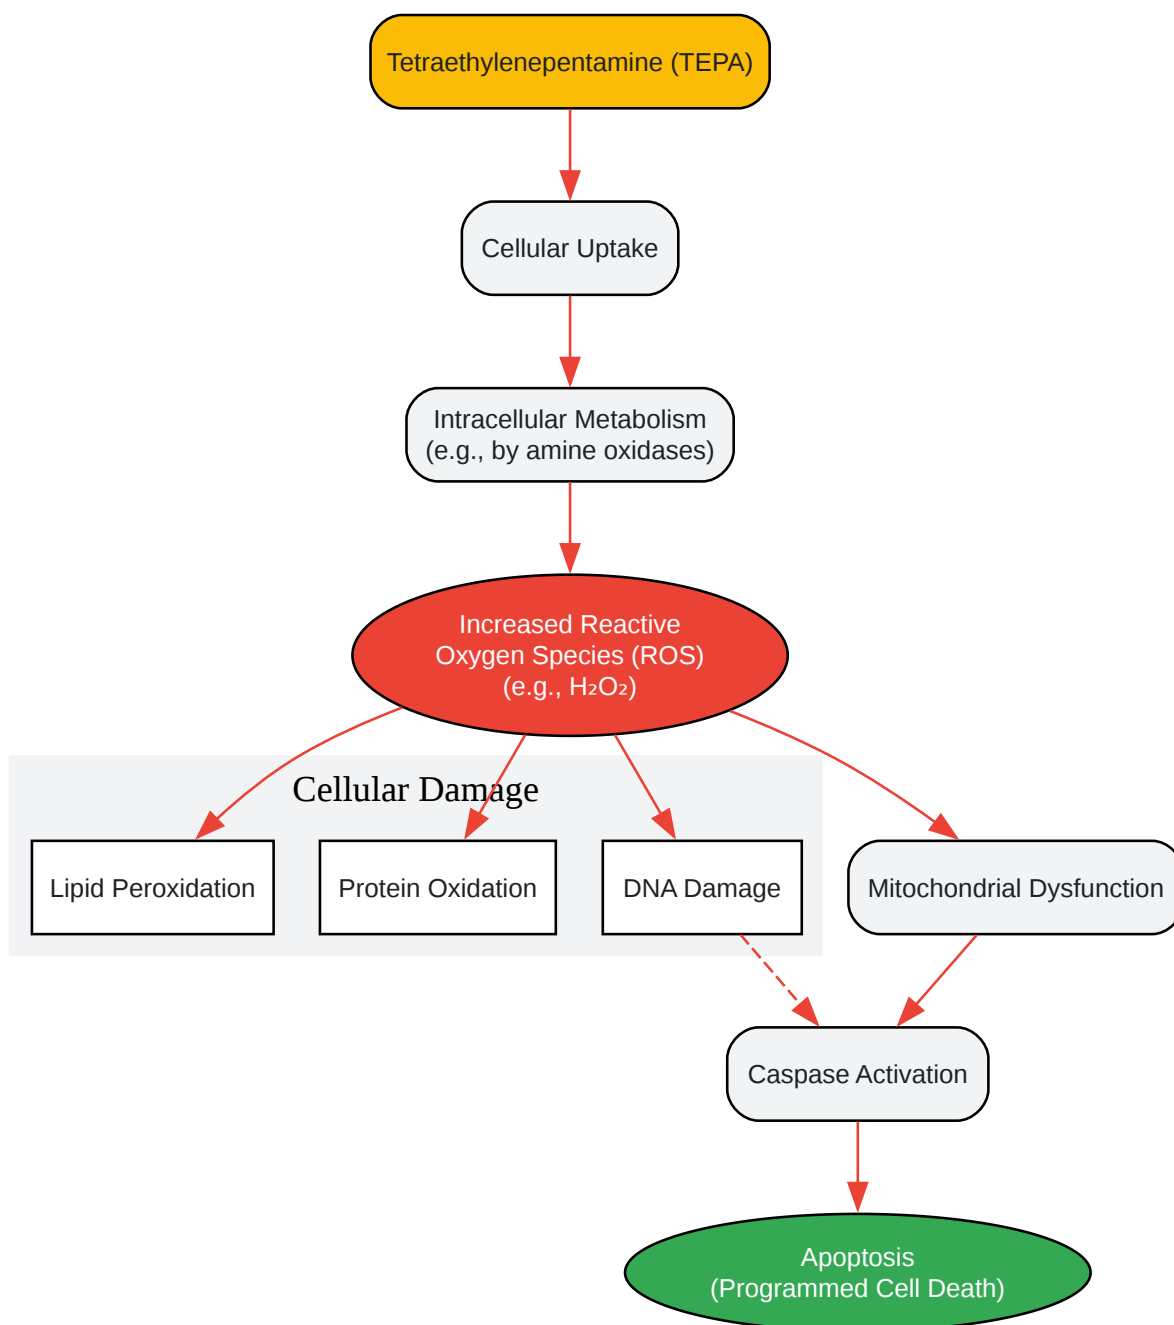 Tetraethylenepentamine (TEPA)
Cellular Uptake
Intracellular Metabolism
(e.g., by amine oxidases)
Increased Reactive
Oxygen Species (ROS)
(e.g., H₂O₂)
Cellular Damage
Lipid Peroxidation
Protein Oxidation
DNA Damage
Mitochondrial Dysfunction
Caspase Activation
Apoptosis
(Programmed Cell Death)